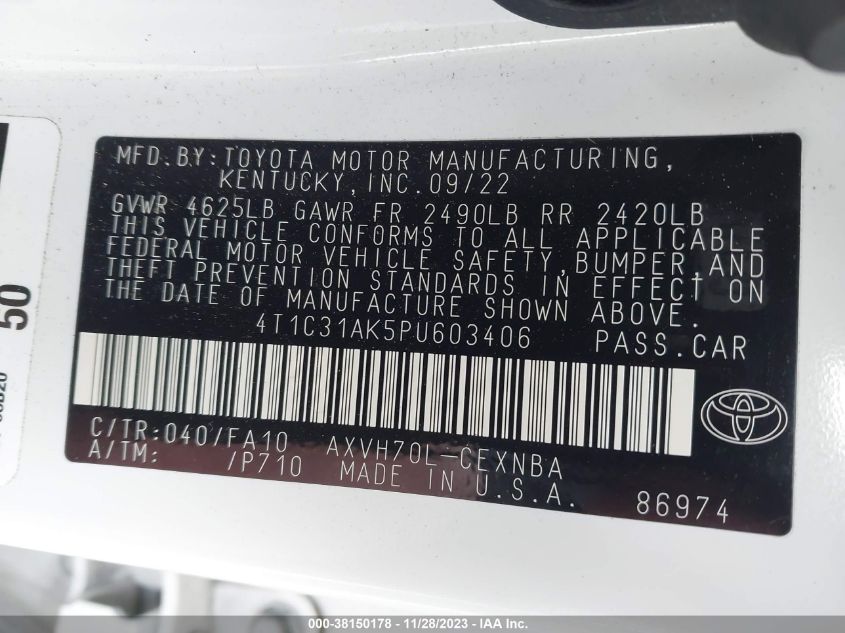 MFD.BY:TOYOTA MOTOR MANUFACTURING,
KENTUCKY, INC.09/22
GVWR 4625LB GAWR FR 2490LB RR 2420LB
THIS VEHICLE CONFORMS TO ALL APPLICABLE
FEDERAL MOTOR VEHICLE SAFETY,BUMPER,AND
THEFT PREVENTION STANDARDS IN EFFECT ON
THE DATE OF MANUFACTURE SHOWN ABOVE.
4T1C31AK5PU603406 PASS.CAR
C/TR:040/FA10 AXVH70L-CEXNBA
A/TM: /P710 MADE IN U.S.A. 86974
50
000-38150178 - 11/28/2023 - IAA Inc.